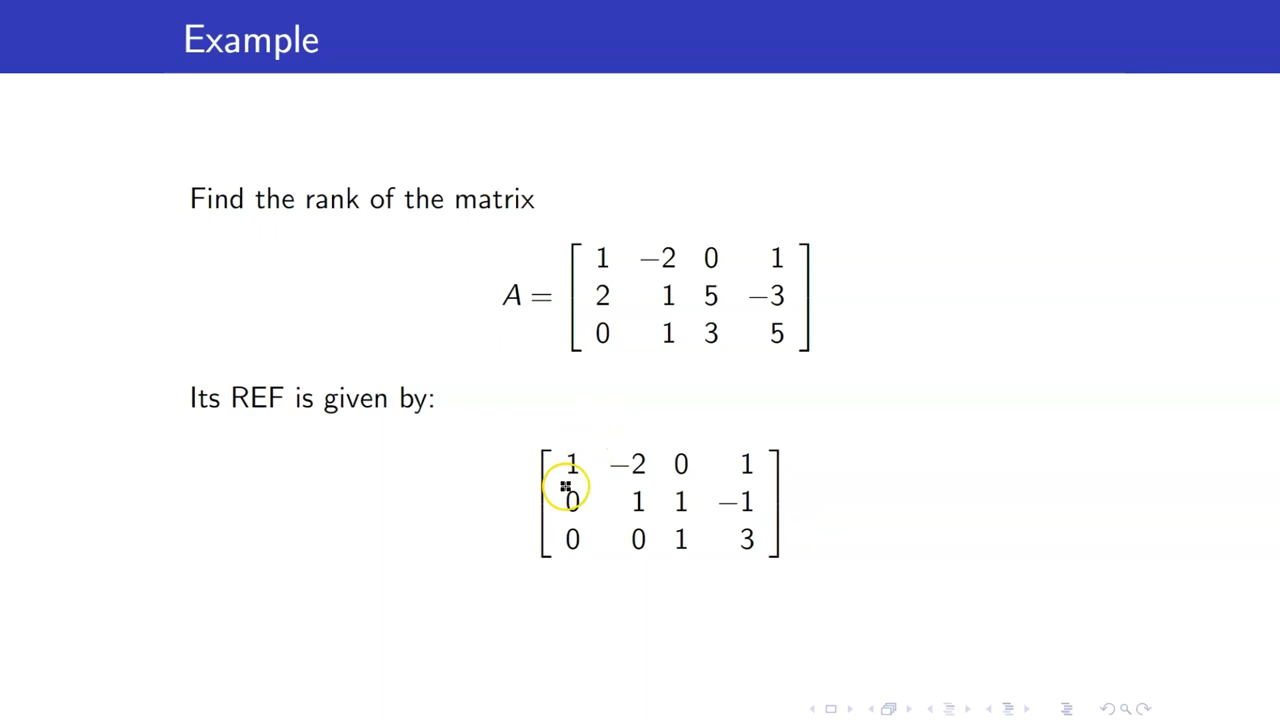 Example
Find the rank of the matrix
1 −2 0 1
A = 2 1 5 −3
0 1 3 5
Its REF is given by:
1 −2 0 1
0 1 1 −1
0 0 1 3